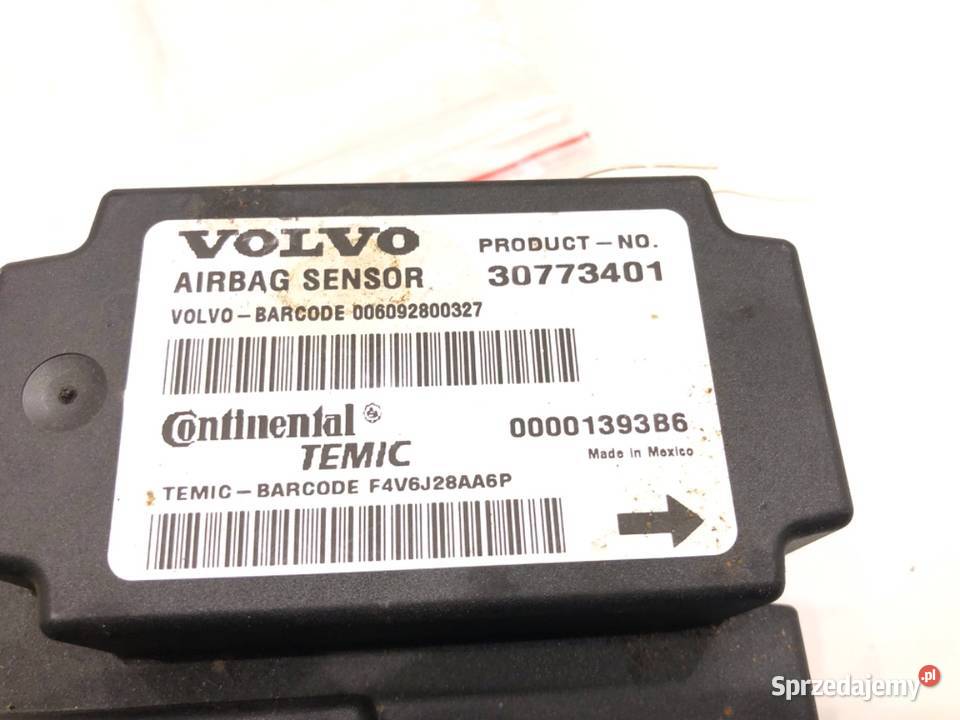 VOLVO
AIRBAG SENSOR
PRODUCT-NO.
30773401
VOLVO-BARCODE 006092800327
Continental
TEMIC
00001393B6
Made in Mexico
TEMIC-BARCODE F4V6J28AA6P
Sprzedajemy.pl